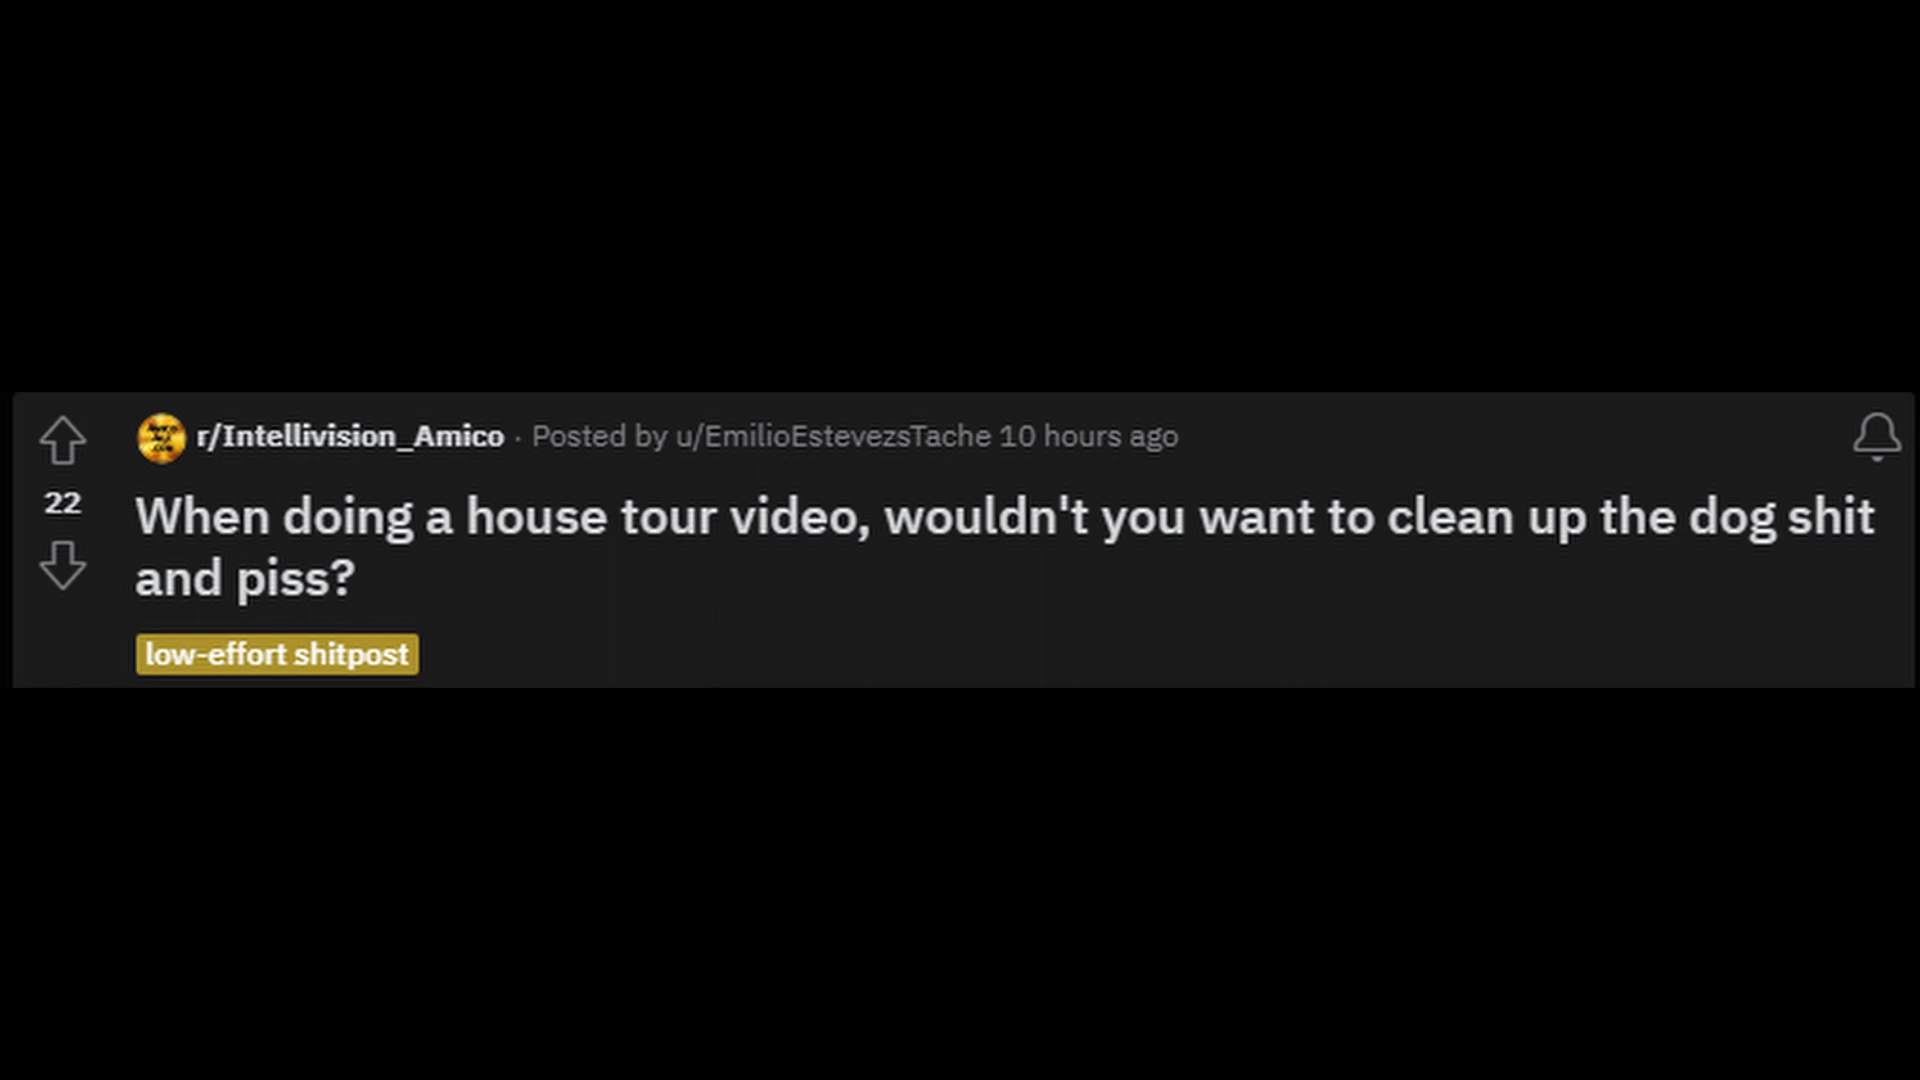 r/Intellivision_Amico · Posted by u/EmilioEstevezsTache 10 hours ago
22
When doing a house tour video, wouldn't you want to clean up the dog shit
and piss?
low-effort shitpost